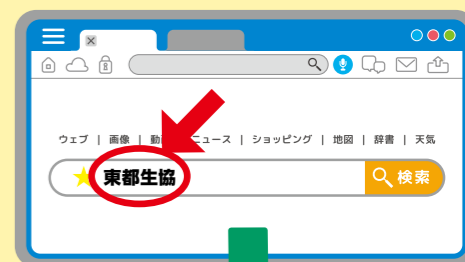 ウェブ | 画像 | 動 ニュース | ショッピング | 地図 | 辞書 | 天気
東都生協 検索